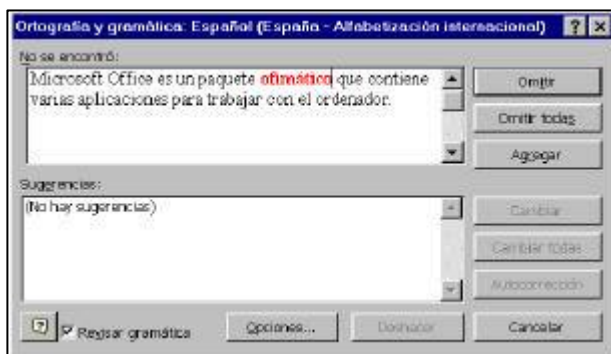 Ortografía y gramática: Español (España - Alfabetización internacional)
No se encontró:
Microsoft Office es un paquete ofimático que contiene
varias aplicaciones para trabajar con el ordenador.
Omitir
Omitir todas
Agregar
Sugerencias:
(No hay sugerencias)
Cambiar
Cambiar todas
Autocorrección
Revisar gramática
Opciones...
Deshacer
Cancelar